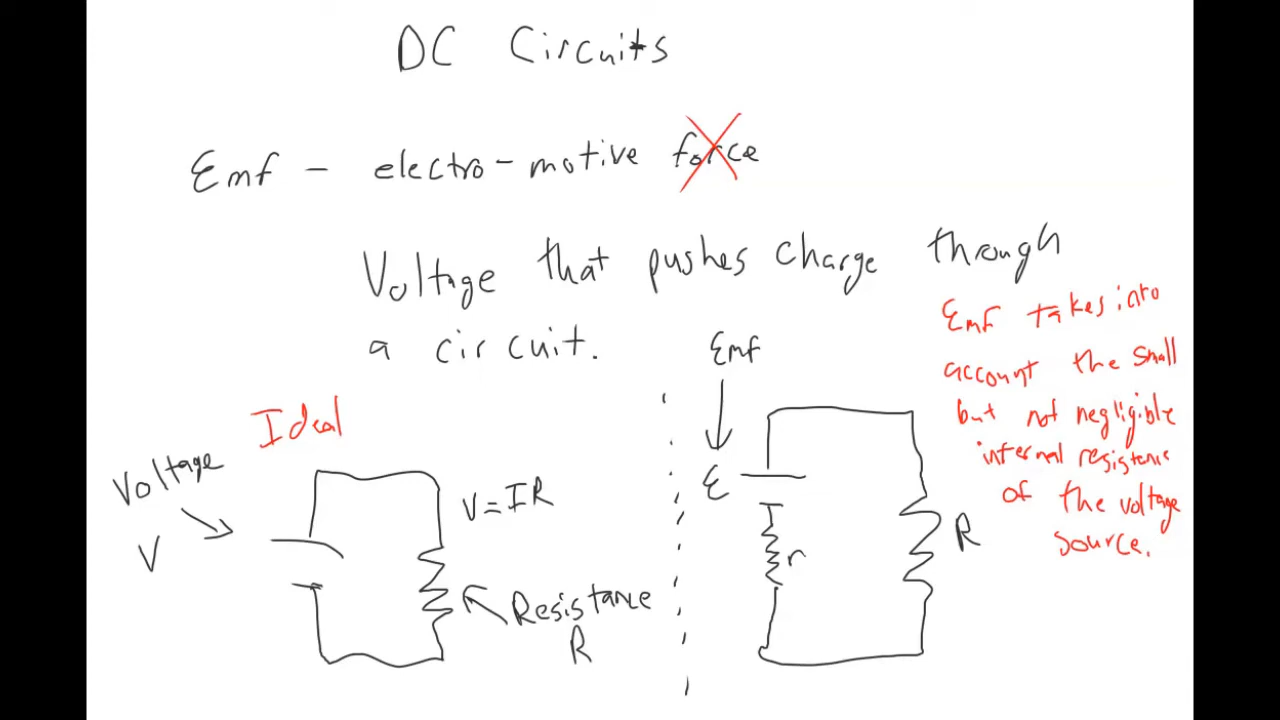 DC Circuits
Emf - electro-motive force
Voltage that pushes charge through
a circuit.
Emf takes into
account the small
but not negligible
internal resistance
of the voltage
source.
Ideal
Voltage
V
V=IR
Resistance
R
Emf
ε
r
R